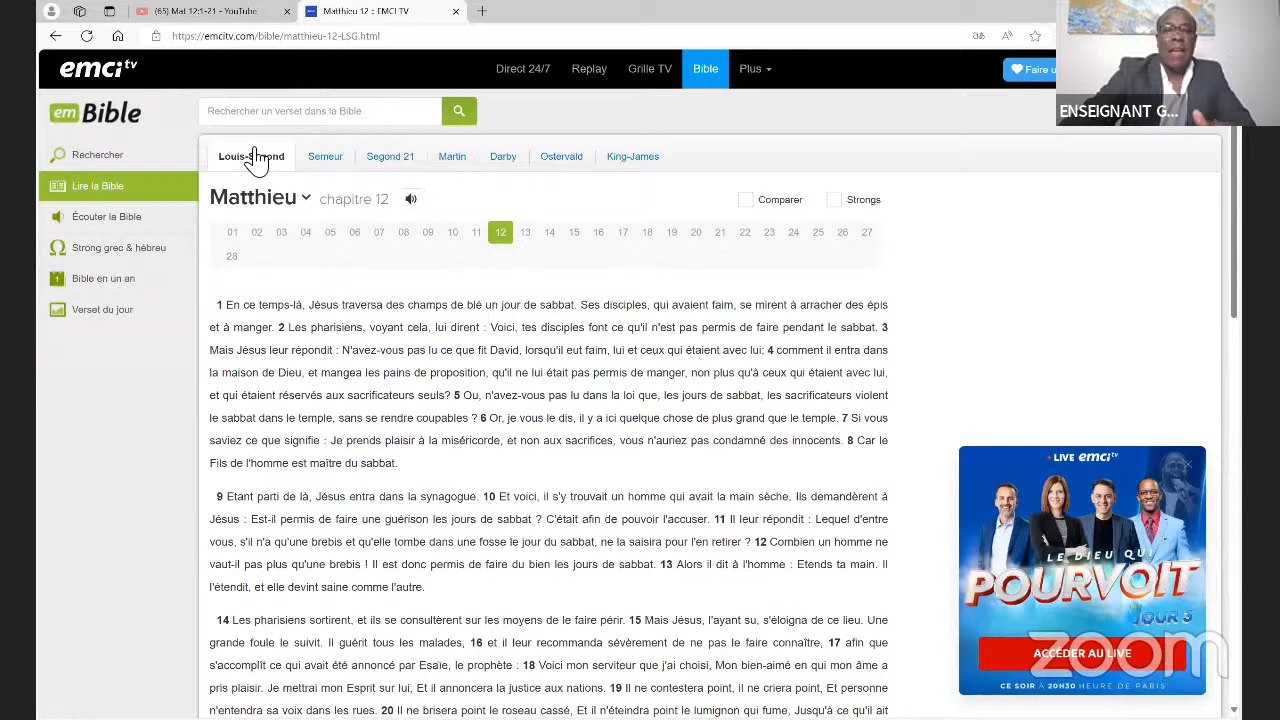 (65) Mat 12:1-21 - YouTube
Matthieu 12 :: EMCI TV
https://emcitv.com/bible/matthieu-12-LSG.html
emci tv
Direct 24/7
Replay
Grille TV
Bible
Plus
Faire u
ENSEIGNANT G...
em Bible
Rechercher un verset dans la Bible
Rechercher
Lire la Bible
Écouter la Bible
Strong grec & hébreu
Bible en un an
Verset du jour
Louis-Segond
Semeur
Segond 21
Martin
Darby
Ostervald
King-James
Matthieu chapitre 12
Comparer
Strongs
01 02 03 04 05 06 07 08 09 10 11 12 13 14 15 16 17 18 19 20 21 22 23 24 25 26 27
28
1 En ce temps-là, Jésus traversa des champs de blé un jour de sabbat. Ses disciples, qui avaient faim, se mirent à arracher des épis
et à manger. 2 Les pharisiens, voyant cela, lui dirent : Voici, tes disciples font ce qu'il n'est pas permis de faire pendant le sabbat. 3
Mais Jésus leur répondit : N'avez-vous pas lu ce que fit David, lorsqu'il eut faim, lui et ceux qui étaient avec lui; 4 comment il entra dans
la maison de Dieu, et mangea les pains de proposition, qu'il ne lui était pas permis de manger, non plus qu'à ceux qui étaient avec lui,
et qui étaient réservés aux sacrificateurs seuls? 5 Ou, n'avez-vous pas lu dans la loi que, les jours de sabbat, les sacrificateurs violent
le sabbat dans le temple, sans se rendre coupables ? 6 Or, je vous le dis, il y a ici quelque chose de plus grand que le temple. 7 Si vous
saviez ce que signifie : Je prends plaisir à la miséricorde, et non aux sacrifices, vous n'auriez pas condamné des innocents. 8 Car le
Fils de l'homme est maître du sabbat.
9 Etant parti de là, Jésus entra dans la synagogue. 10 Et voici, il s'y trouvait un homme qui avait la main sèche. Ils demandèrent à
Jésus : Est-il permis de faire une guérison les jours de sabbat ? C'était afin de pouvoir l'accuser. 11 Il leur répondit : Lequel d'entre
vous, s'il n'a qu'une brebis et qu'elle tombe dans une fosse le jour du sabbat, ne la saisira pour l'en retirer ? 12 Combien un homme ne
vaut-il pas plus qu'une brebis ! Il est donc permis de faire du bien les jours de sabbat. 13 Alors il dit à l'homme : Etends ta main. Il
l'étendit, et elle devint saine comme l'autre.
14 Les pharisiens sortirent, et ils se consultèrent sur les moyens de le faire périr. 15 Mais Jésus, l'ayant su, s'éloigna de ce lieu. Une
grande foule le suivit. Il guérit tous les malades, 16 et il leur recommanda sévèrement de ne pas le faire connaître, 17 afin que
s'accomplît ce qui avait été annoncé par Esaïe, le prophète : 18 Voici mon serviteur que j'ai choisi, Mon bien-aimé en qui mon âme a
pris plaisir. Je mettrai mon Esprit sur lui, Et il annoncera la justice aux nations. 19 Il ne contestera point, il ne criera point, Et personne
n'entendra sa voix dans les rues. 20 Il ne brisera point le roseau cassé, Et il n'éteindra point le lumignon qui fume, Jusqu'à ce qu'il ait
LIVE emci tv
LE DIEU QUI
POURVOIT
JOUR 5
ACCÉDER AU LIVE
CE SOIR À 20H30 HEURE DE PARIS
zoom